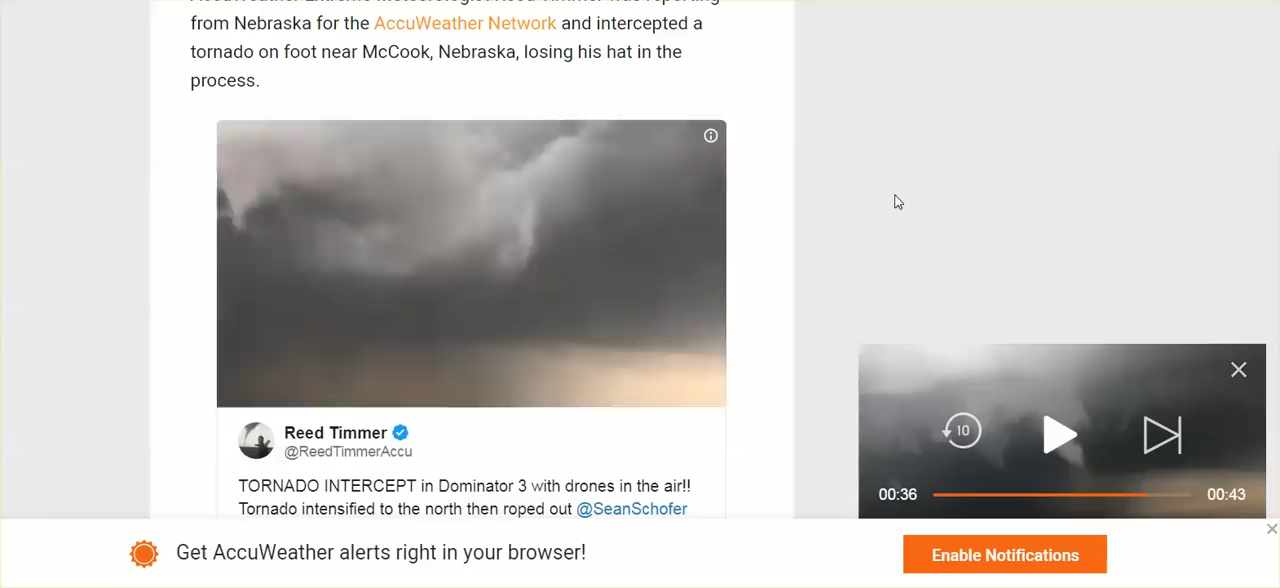 from Nebraska for the AccuWeather Network and intercepted a
tornado on foot near McCook, Nebraska, losing his hat in the
process.
Reed Timmer
@ReedTimmerAccu
TORNADO INTERCEPT in Dominator 3 with drones in the air!!
Tornado intensified to the north then roped out @SeanSchofer
10
00:36
00:43
Get AccuWeather alerts right in your browser!
Enable Notifications